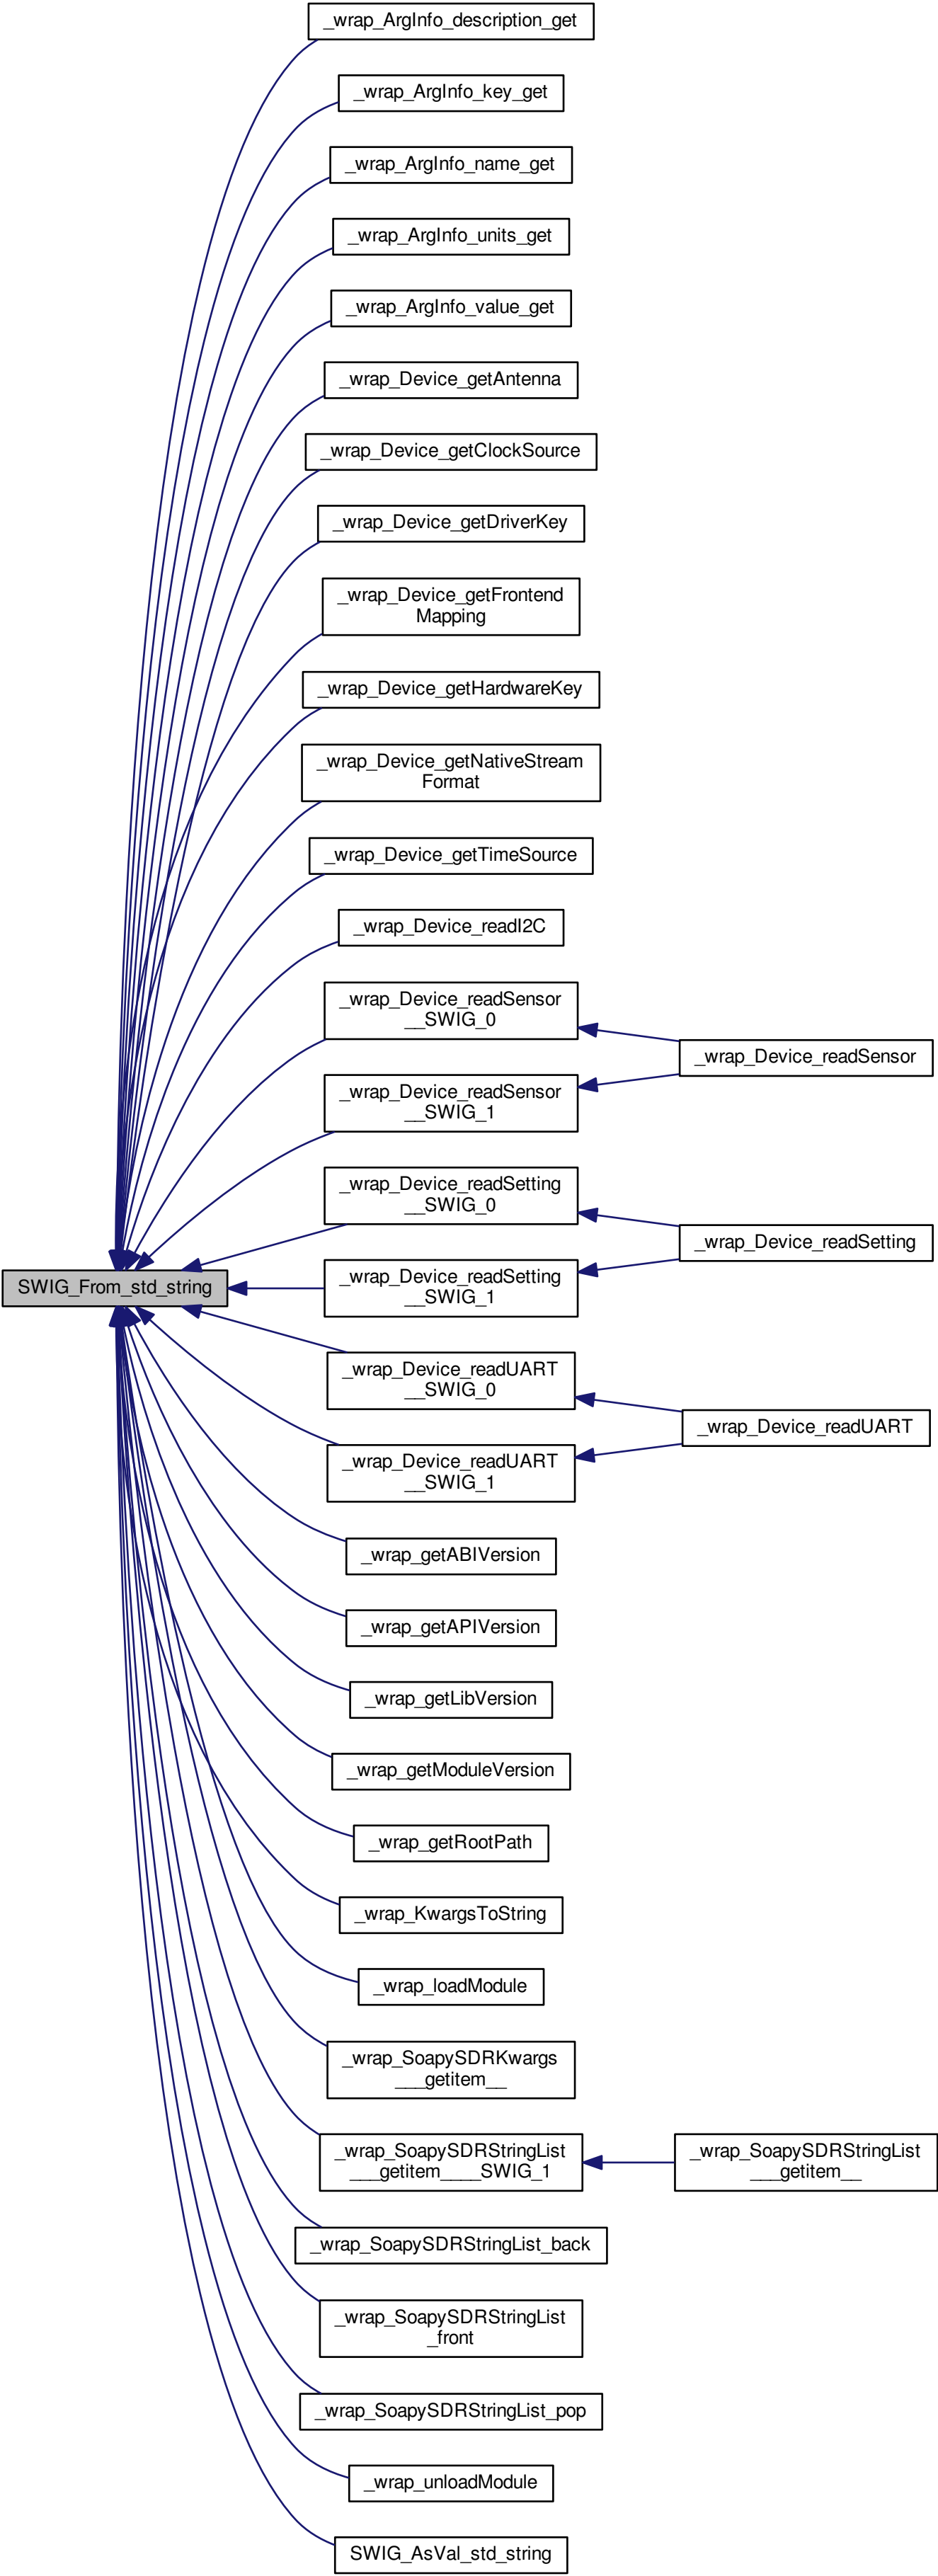 _wrap_ArgInfo_description_get
_wrap_ArgInfo_key_get
_wrap_ArgInfo_name_get
_wrap_ArgInfo_units_get
_wrap_ArgInfo_value_get
_wrap_Device_getAntenna
_wrap_Device_getClockSource
_wrap_Device_getDriverKey
_wrap_Device_getFrontend
Mapping
_wrap_Device_getHardwareKey
_wrap_Device_getNativeStream
Format
_wrap_Device_getTimeSource
_wrap_Device_readI2C
_wrap_Device_readSensor
__SWIG_0
_wrap_Device_readSensor
_wrap_Device_readSensor
__SWIG_1
_wrap_Device_readSetting
__SWIG_0
_wrap_Device_readSetting
SWIG_From_std_string
_wrap_Device_readSetting
__SWIG_1
_wrap_Device_readUART
__SWIG_0
_wrap_Device_readUART
_wrap_Device_readUART
__SWIG_1
_wrap_getABIVersion
_wrap_getAPIVersion
_wrap_getLibVersion
_wrap_getModuleVersion
_wrap_getRootPath
_wrap_KwargsToString
_wrap_loadModule
_wrap_SoapySDRKwargs
___getitem__
_wrap_SoapySDRStringList
___getitem____SWIG_1
_wrap_SoapySDRStringList
___getitem__
_wrap_SoapySDRStringList_back
_wrap_SoapySDRStringList
_front
_wrap_SoapySDRStringList_pop
_wrap_unloadModule
SWIG_AsVal_std_string